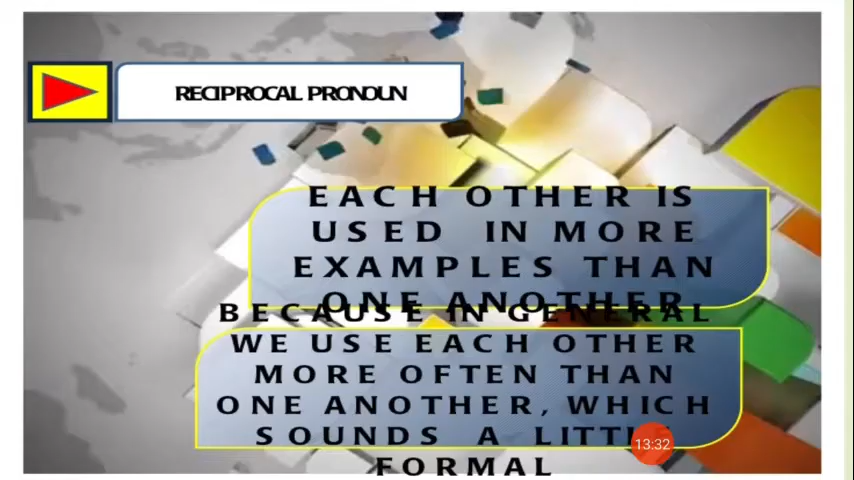 RECIPROCAL PRONOUN
EACH OTHER IS
USED IN MORE
EXAMPLES THAN
ONE ANOTHER
BECAUSE IN GENERAL
WE USE EACH OTHER
MORE OFTEN THAN
ONE ANOTHER, WHICH
SOUNDS A LITTLE
FORMAL
13:32